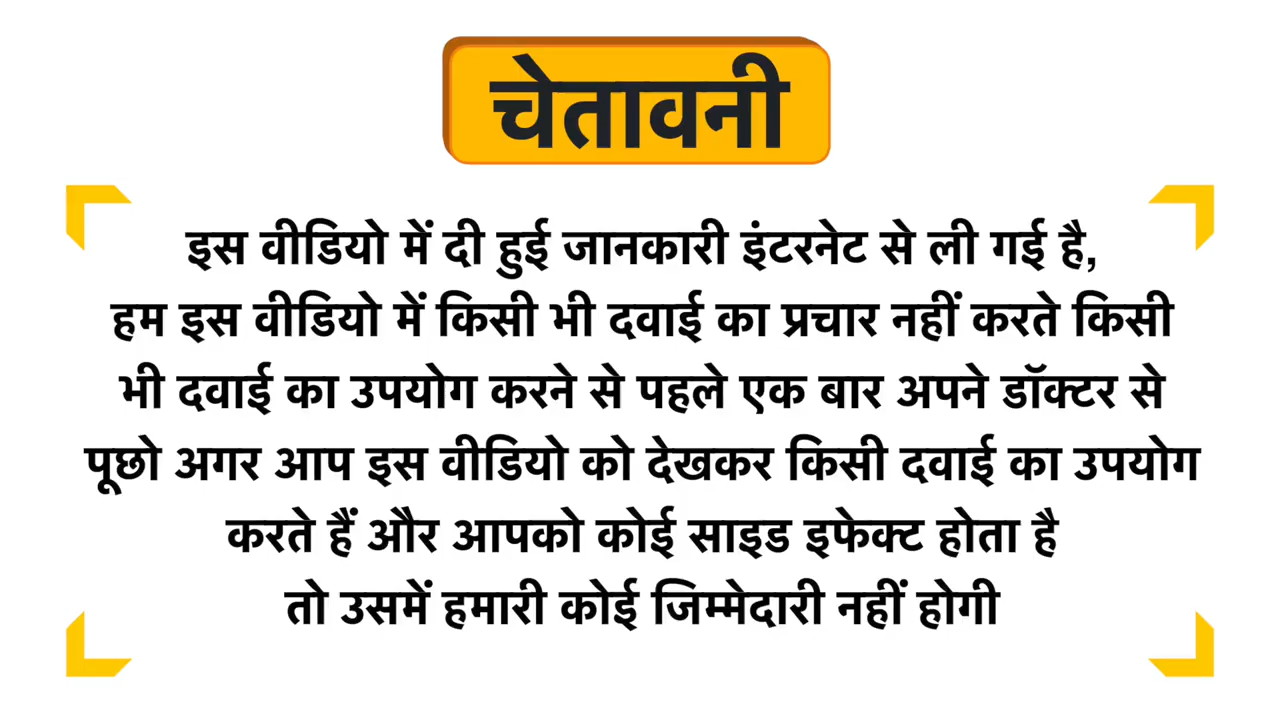 चेतावनी
इस वीडियो में दी हुई जानकारी इंटरनेट से ली गई है,
हम इस वीडियो में किसी भी दवाई का प्रचार नहीं करते किसी
भी दवाई का उपयोग करने से पहले एक बार अपने डॉक्टर से
पूछो अगर आप इस वीडियो को देखकर किसी दवाई का उपयोग
करते हैं और आपको कोई साइड इफेक्ट होता है
तो उसमें हमारी कोई जिम्मेदारी नहीं होगी